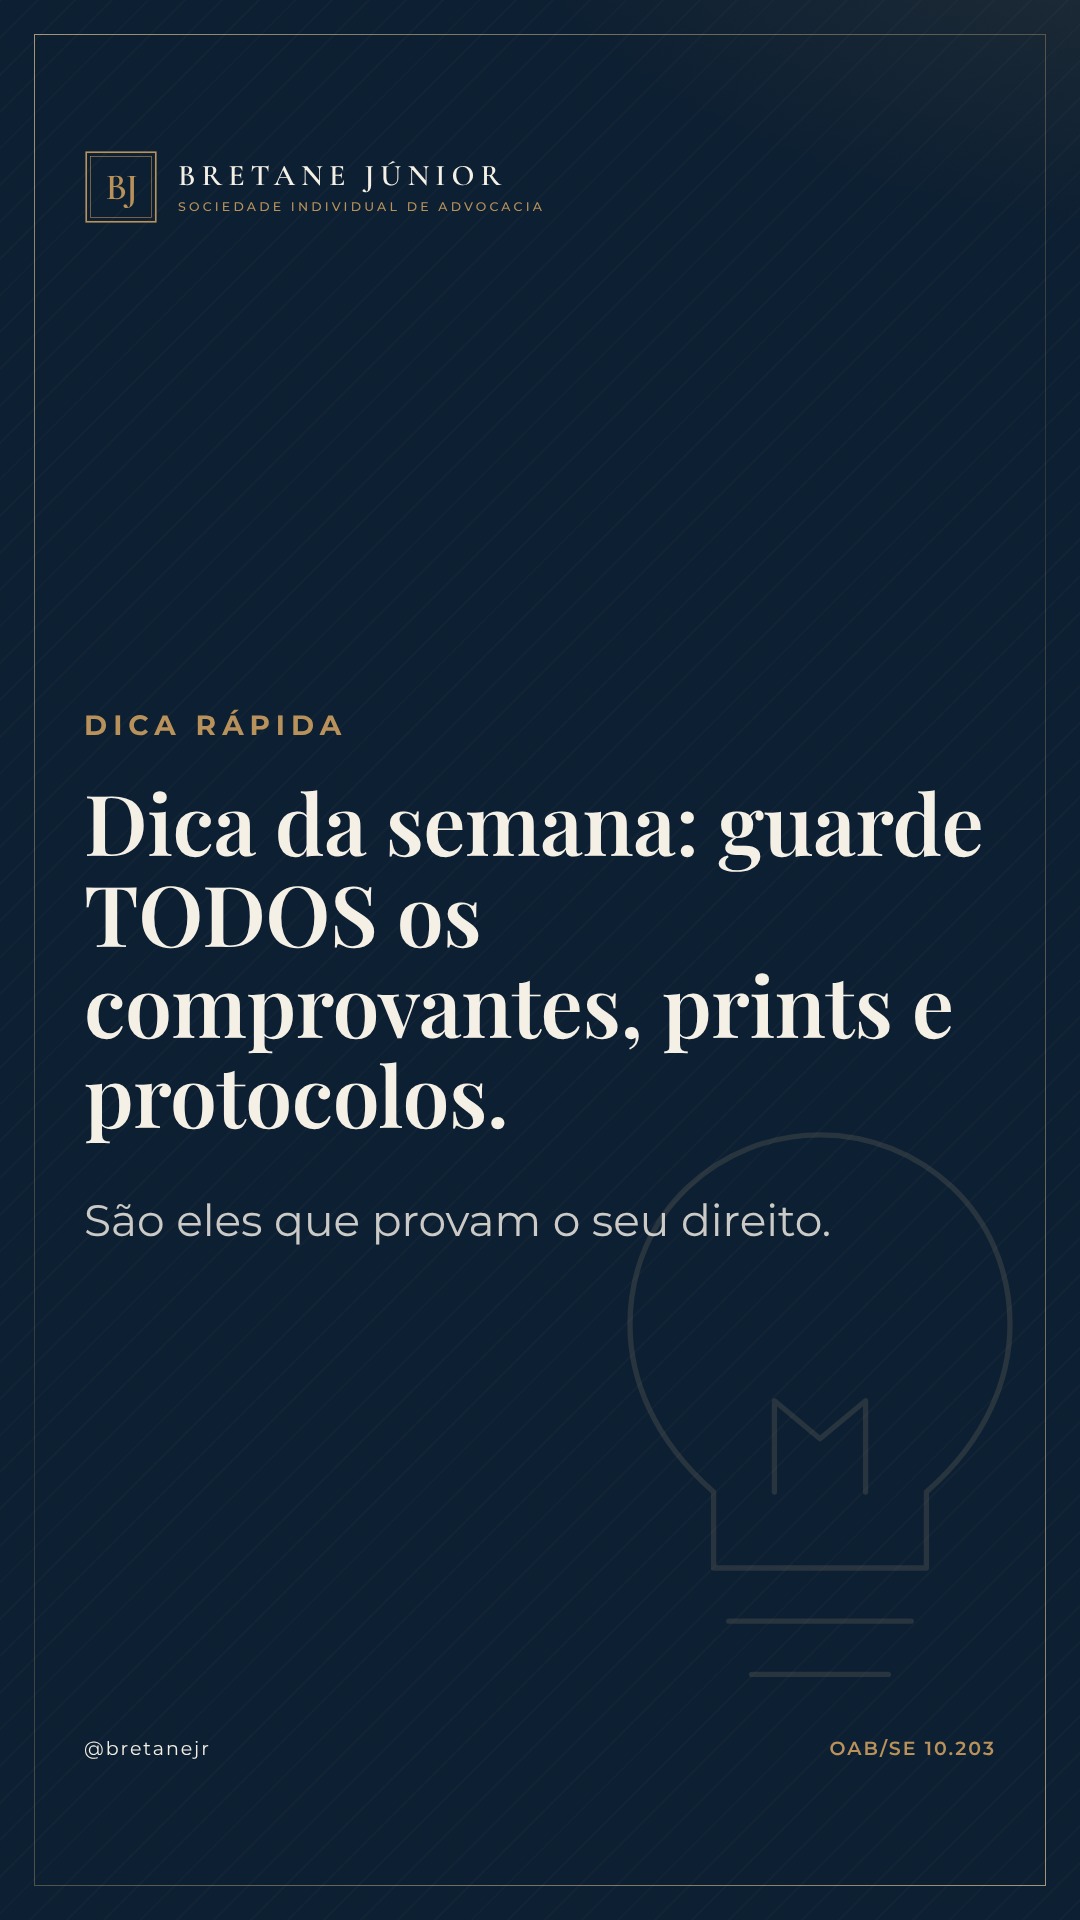 BJ
BRETANE JÚNIOR
SOCIEDADE INDIVIDUAL DE ADVOCACIA
DICA RÁPIDA
Dica da semana: guarde
TODOS os
comprovantes, prints e
protocolos.
São eles que provam o seu direito.
@bretanejr
OAB/SE 10.203